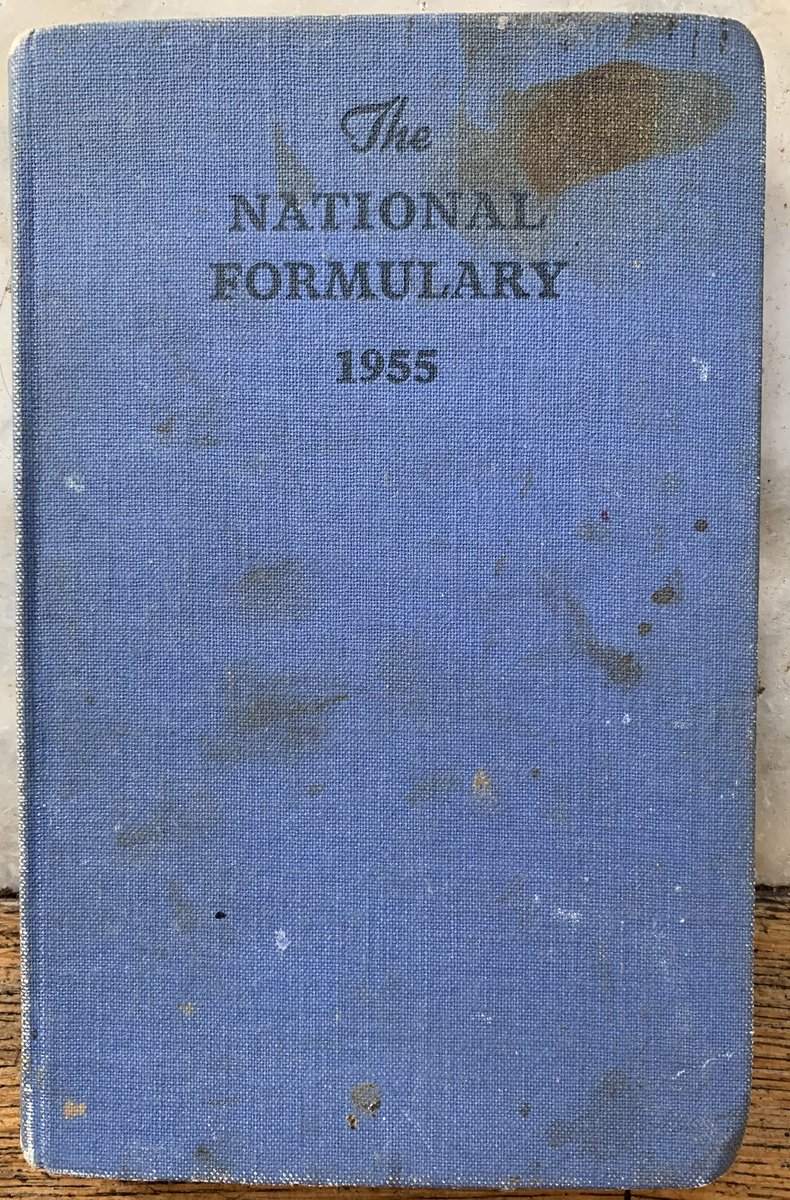 The
NATIONAL
FORMULARY
1955